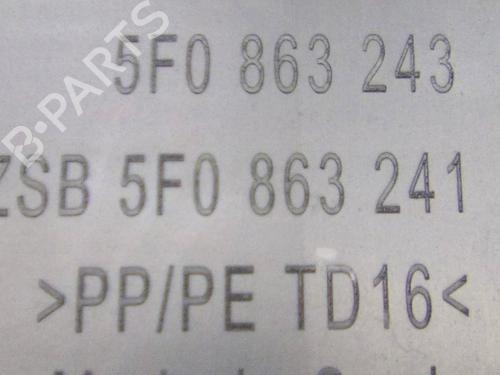 5F0 863 243
ZSB 5F0 863 241
>PP/PE TD16<
B-PARTS